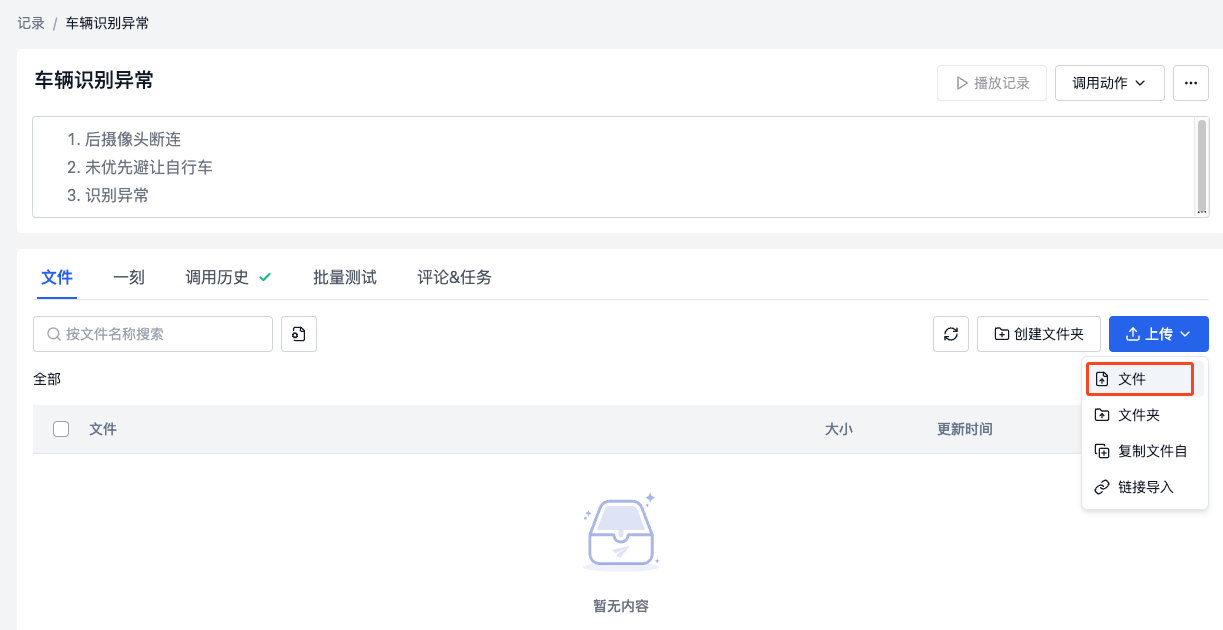 记录 / 车辆识别异常
车辆识别异常
播放记录 调用动作 ...
1. 后摄像头断连
2. 未优先避让自行车
3. 识别异常
文件 一刻 调用历史 批量测试 评论&任务
按文件名称搜索 创建文件夹 上传
全部
文件
文件 大小 更新时间
文件夹
复制文件自
链接导入
暂无内容